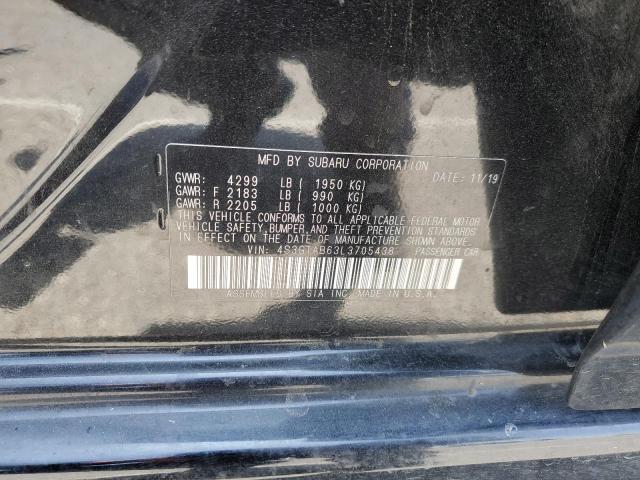 MFD BY SUBARU CORPORATION
DATE: 11/19
GVWR: 4299 LB ( 1950 KG)
GAWR: F 2183 LB ( 990 KG)
GAWR: R 2205 LB ( 1000 KG)
THIS VEHICLE CONFORMS TO ALL APPLICABLE FEDERAL MOTOR
VEHICLE SAFETY, BUMPER, AND THEFT PREVENTION STANDARDS
IN EFFECT ON THE DATE OF MANUFACTURE SHOWN ABOVE.
VIN: 4S3GTAB63L3705438 PASSENGER CAR
ASSEMBLED BY SIA INC. MADE IN U.S.A.